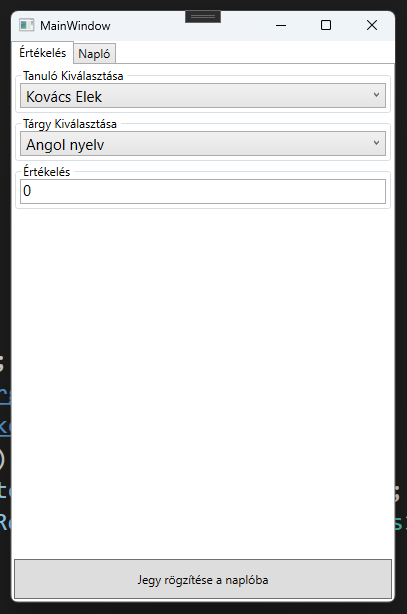 MainWindow
Értékelés Napló
Tanuló Kiválasztása
Kovács Elek
Tárgy Kiválasztása
Angol nyelv
Értékelés
0
Jegy rögzítése a naplóba